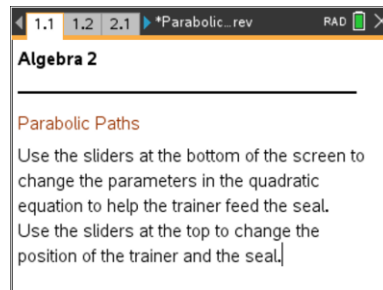 1.1 1.2 2.1 *Parabolic...rev RAD
Algebra 2
Parabolic Paths
Use the sliders at the bottom of the screen to
change the parameters in the quadratic
equation to help the trainer feed the seal.
Use the sliders at the top to change the
position of the trainer and the seal.